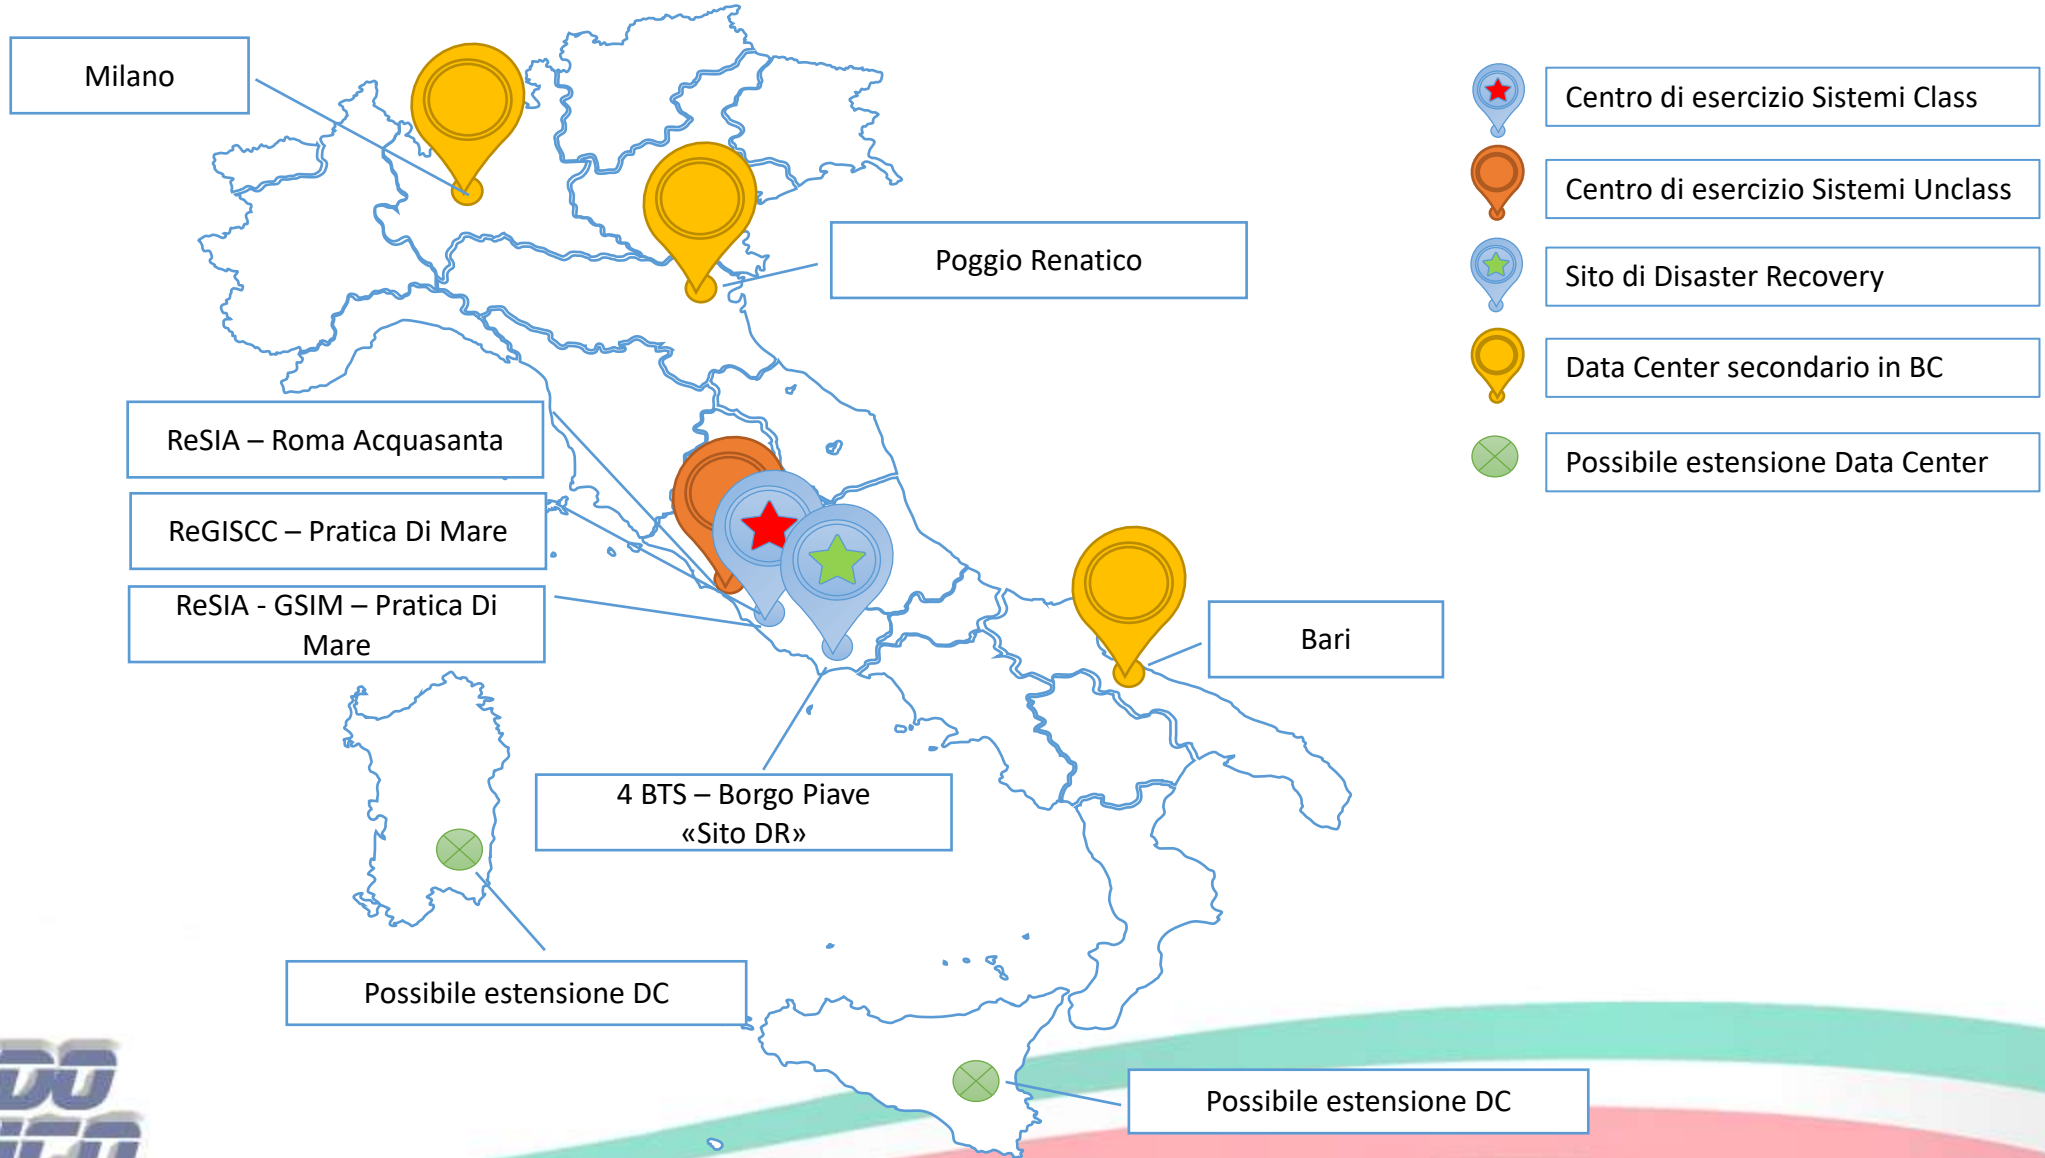 Milano
Centro di esercizio Sistemi Class
Centro di esercizio Sistemi Unclass
Poggio Renatico
Sito di Disaster Recovery
Data Center secondario in BC
ReSIA – Roma Acquasanta
Possibile estensione Data Center
ReGISCC – Pratica Di Mare
ReSIA - GSIM – Pratica Di
Mare
Bari
4 BTS – Borgo Piave
«Sito DR»
Possibile estensione DC
Possibile estensione DC